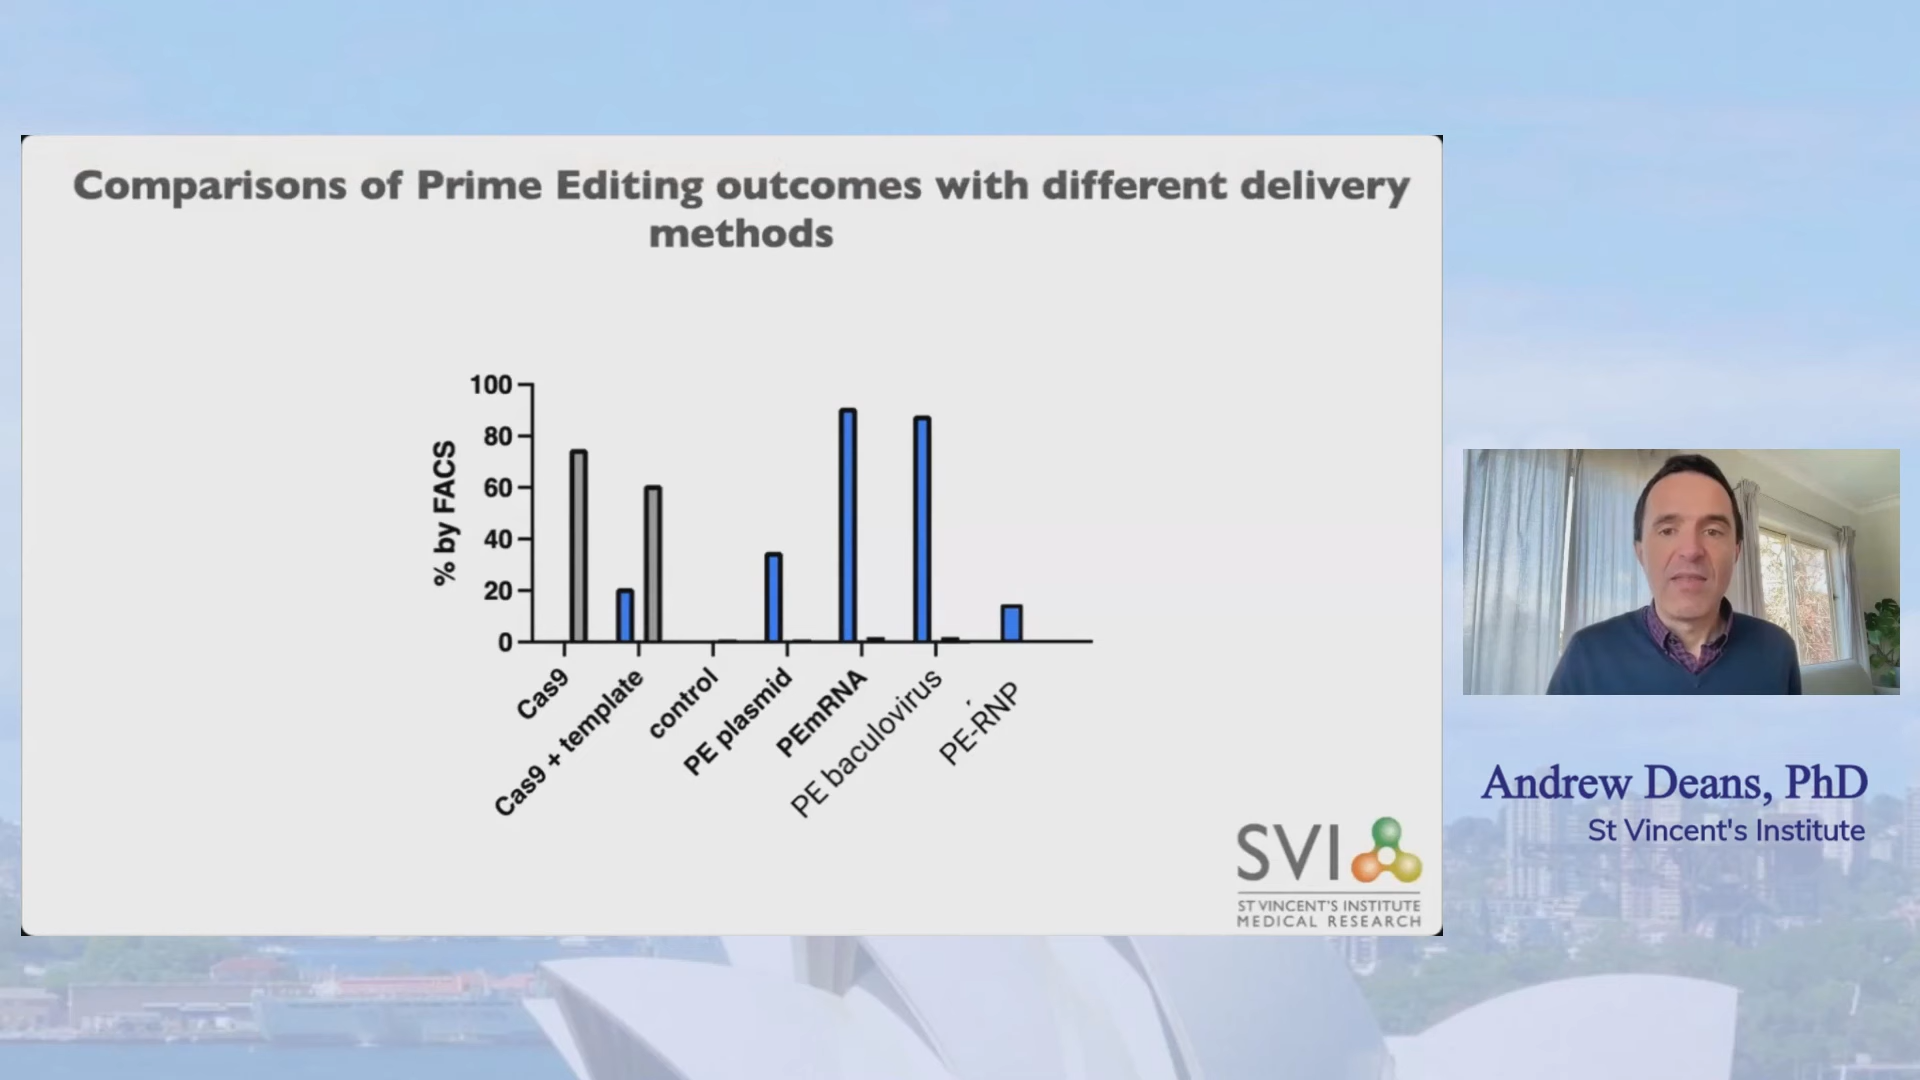 Comparisons of Prime Editing outcomes with different delivery
methods
% by FACS
100
80
60
40
20
0
Cas9
Cas9 + template
control
PE plasmid
PEmRNA
PE baculovirus
PE-RNP
SVI
ST VINCENT'S INSTITUTE
MEDICAL RESEARCH
Andrew Deans, PhD
St Vincent's Institute